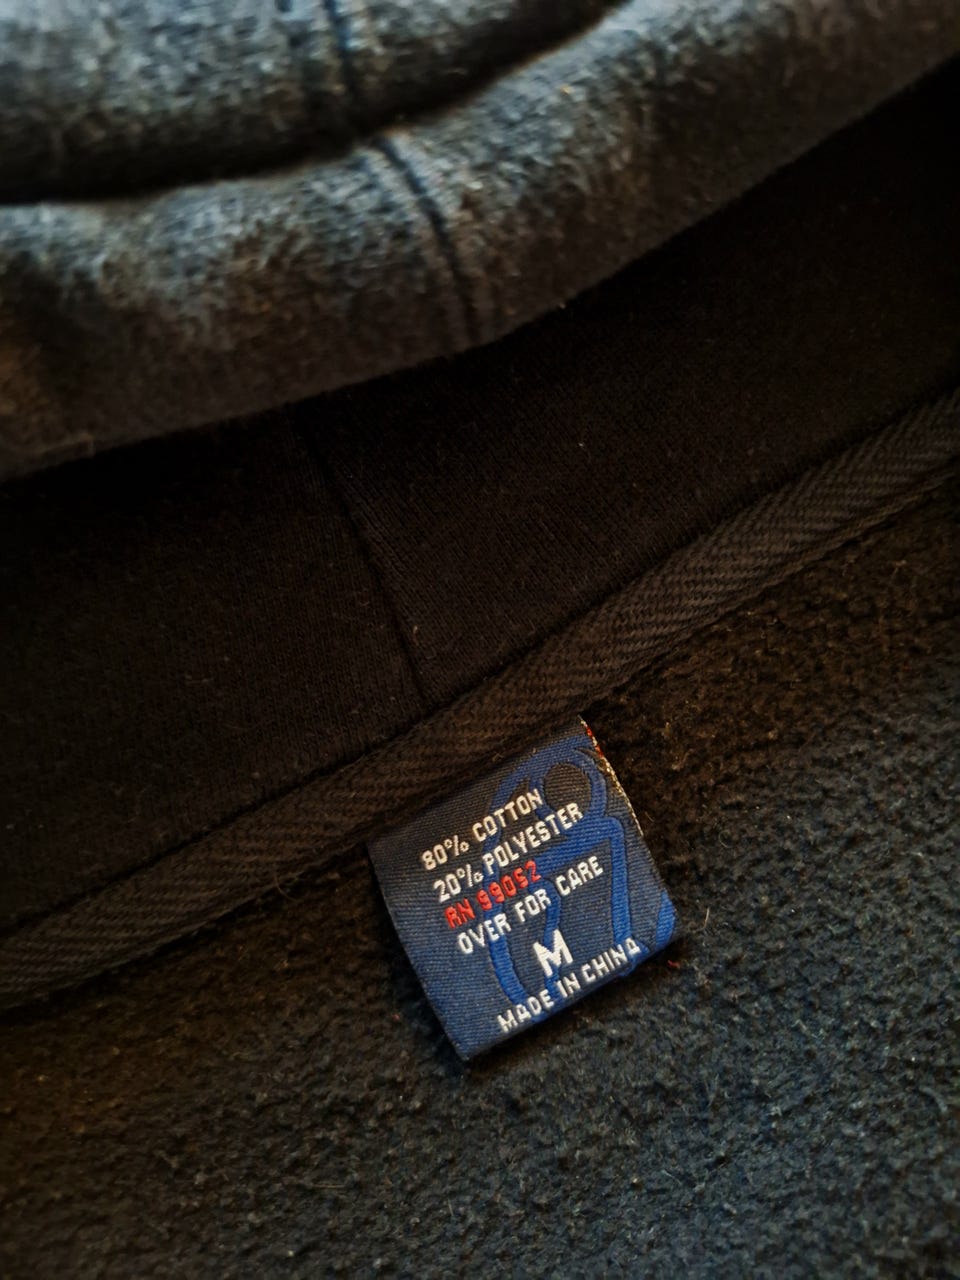 80% COTTON
20% POLYESTER
RN 99052
OVER FOR CARE
M
MADE IN CHINA